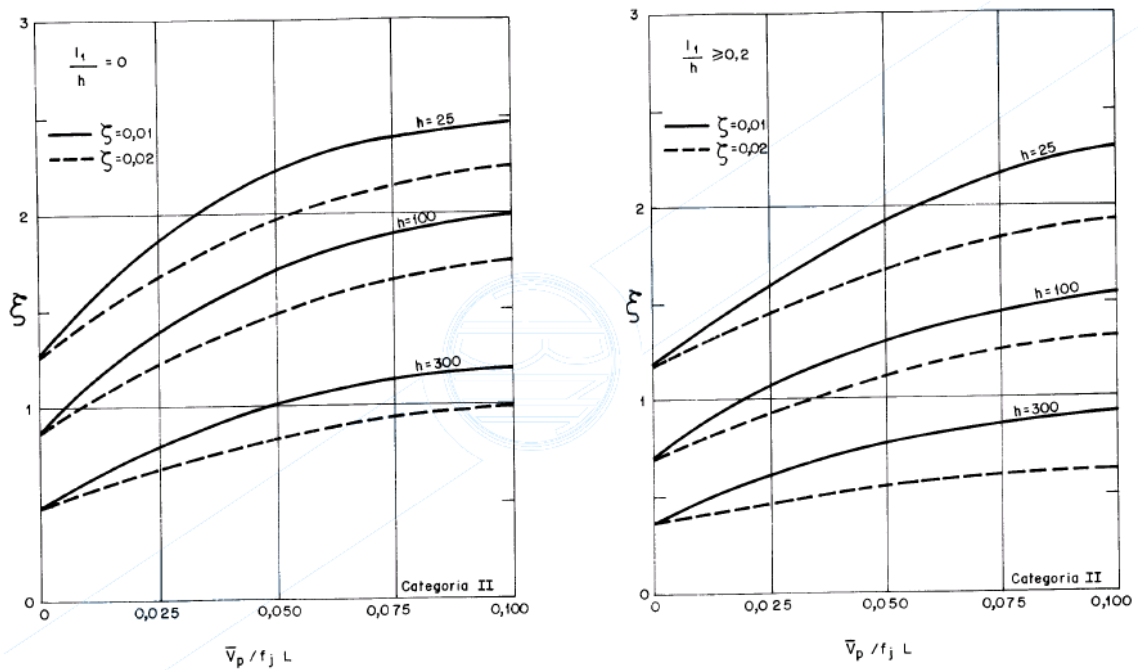 3
l₁/h = 0
ζ=0,01
ζ=0,02
h = 25
2
h=100
ξ
h = 300
1
Categoria II
0
0 0,025 0,050 0,075 0,100
V̅p / fj L
3
l₁/h ≥0,2
ζ=0,01
ζ=0,02
h=25
2
h=100
ξ
1
h=300
Categoria II
0
0 0,025 0,050 0,075 0,100
V̅p / fj L